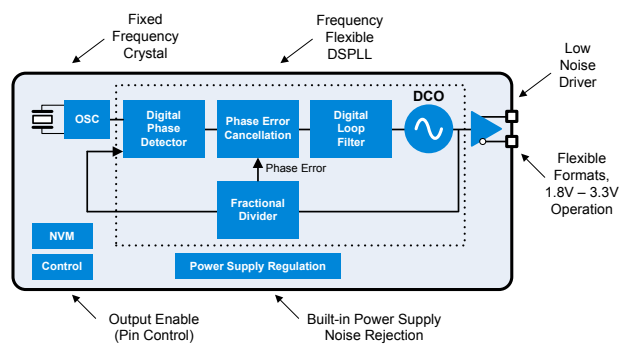 Fixed
Frequency
Crystal
Frequency
Flexible
DSPLL
Low
Noise
Driver
OSC
Digital
Phase
Detector
Phase Error
Cancellation
Digital
Loop
Filter
DCO
Phase Error
Fractional
Divider
Flexible
Formats,
1.8V – 3.3V
Operation
NVM
Control
Power Supply Regulation
Output Enable
(Pin Control)
Built-in Power Supply
Noise Rejection